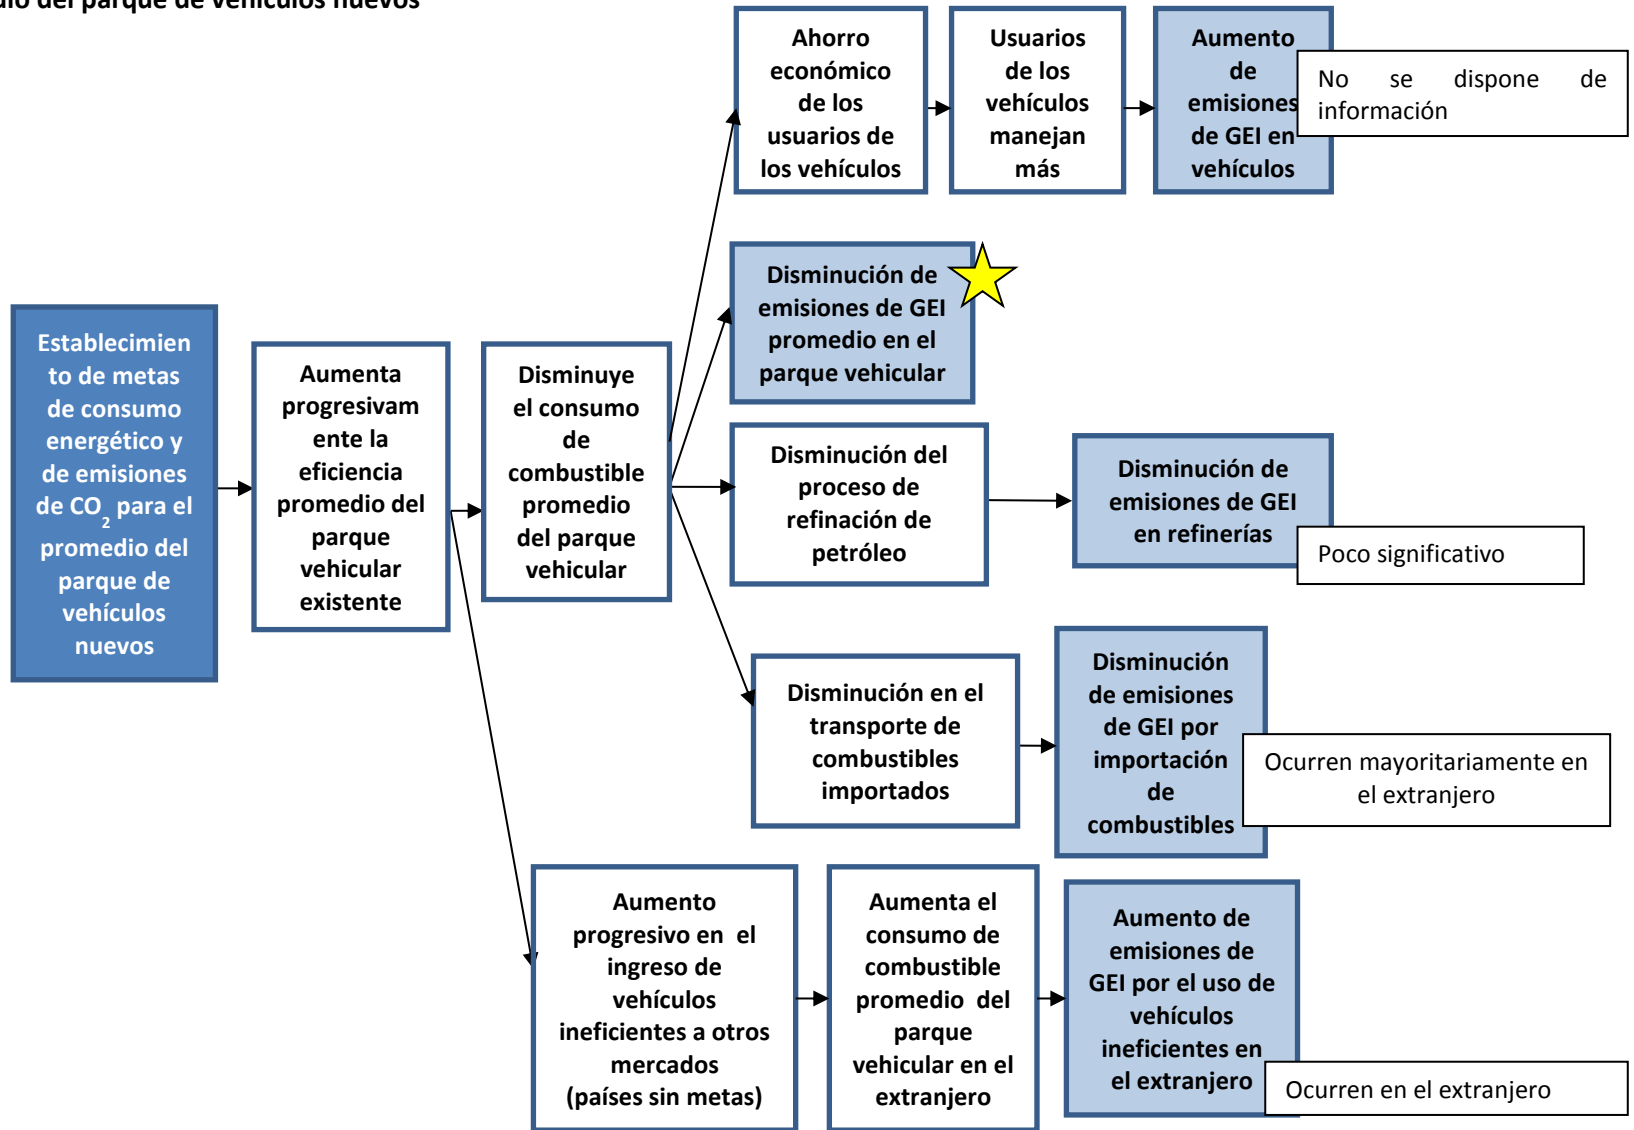 dio del parque de vehículos nuevos
Ahorro
económico
de los
usuarios de
los vehículos
Usuarios
de los
vehículos
manejan
más
Aumento
de
emisiones
de GEI en
vehículos
No se dispone de
información
Disminución de
emisiones de GEI
promedio en el
parque vehicular
Establecimien
to de metas
de consumo
energético y
de emisiones
de CO2 para el
promedio del
parque de
vehículos
nuevos
Aumenta
progresivam
ente la
eficiencia
promedio del
parque
vehicular
existente
Disminuye
el consumo
de
combustible
promedio
del parque
vehicular
Disminución del
proceso de
refinación de
petróleo
Disminución de
emisiones de GEI
en refinerías
Poco significativo
Disminución en el
transporte de
combustibles
importados
Disminución
de emisiones
de GEI por
importación
de
combustibles
Ocurren mayoritariamente en
el extranjero
Aumento
progresivo en el
ingreso de
vehículos
ineficientes a otros
mercados
(países sin metas)
Aumenta el
consumo de
combustible
promedio del
parque
vehicular en el
extranjero
Aumento de
emisiones de
GEI por el uso de
vehículos
ineficientes en
el extranjero
Ocurren en el extranjero